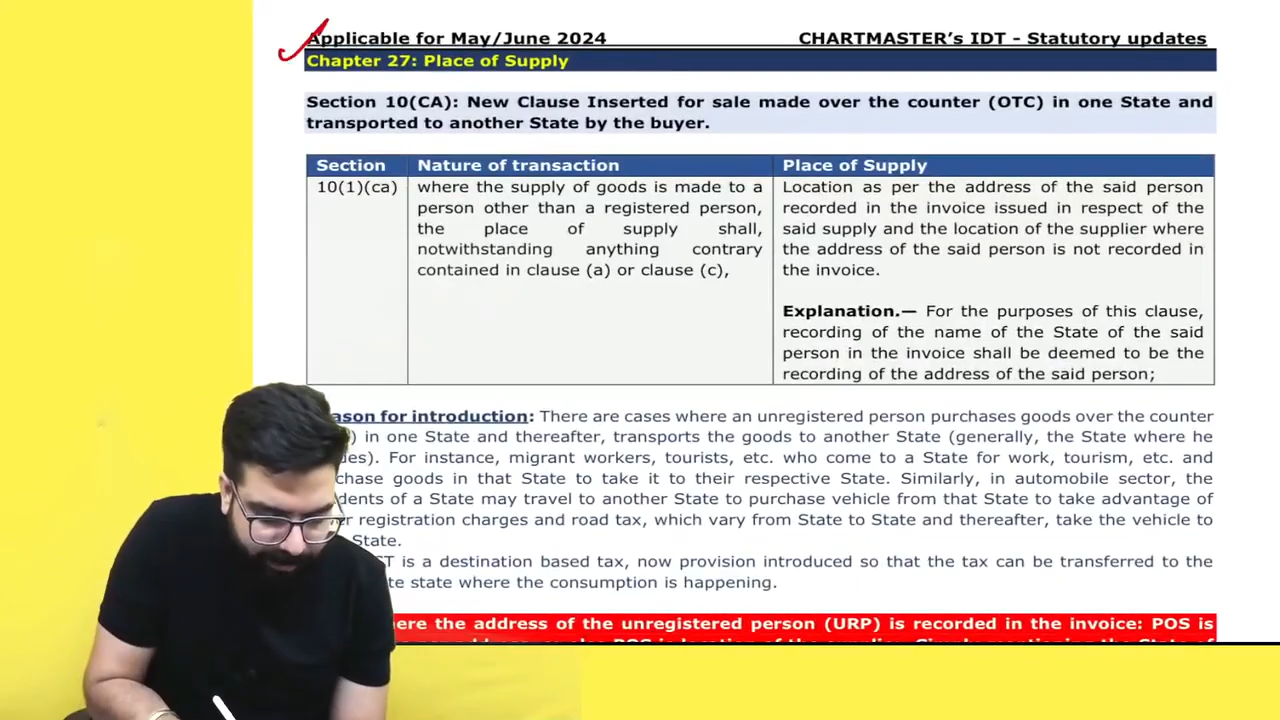 Applicable for May/June 2024 CHARTMASTER’s IDT - Statutory updates
Chapter 27: Place of Supply
Section 10(CA): New Clause Inserted for sale made over the counter (OTC) in one State and
transported to another State by the buyer.
Section Nature of transaction Place of Supply
10(1)(ca)
where the supply of goods is made to a
person other than a registered person,
the place of supply shall,
notwithstanding anything contrary
contained in clause (a) or clause (c),
Location as per the address of the said person
recorded in the invoice issued in respect of the
said supply and the location of the supplier where
the address of the said person is not recorded in
the invoice.
Explanation.— For the purposes of this clause,
recording of the name of the State of the said
person in the invoice shall be deemed to be the
recording of the address of the said person;
ason for introduction: There are cases where an unregistered person purchases goods over the counter
) in one State and thereafter, transports the goods to another State (generally, the State where he
des). For instance, migrant workers, tourists, etc. who come to a State for work, tourism, etc. and
chase goods in that State to take it to their respective State. Similarly, in automobile sector, the
dents of a State may travel to another State to purchase vehicle from that State to take advantage of
er registration charges and road tax, which vary from State to State and thereafter, take the vehicle to
State.
ST is a destination based tax, now provision introduced so that the tax can be transferred to the
te state where the consumption is happening.
ere the address of the unregistered person (URP) is recorded in the invoice: POS is